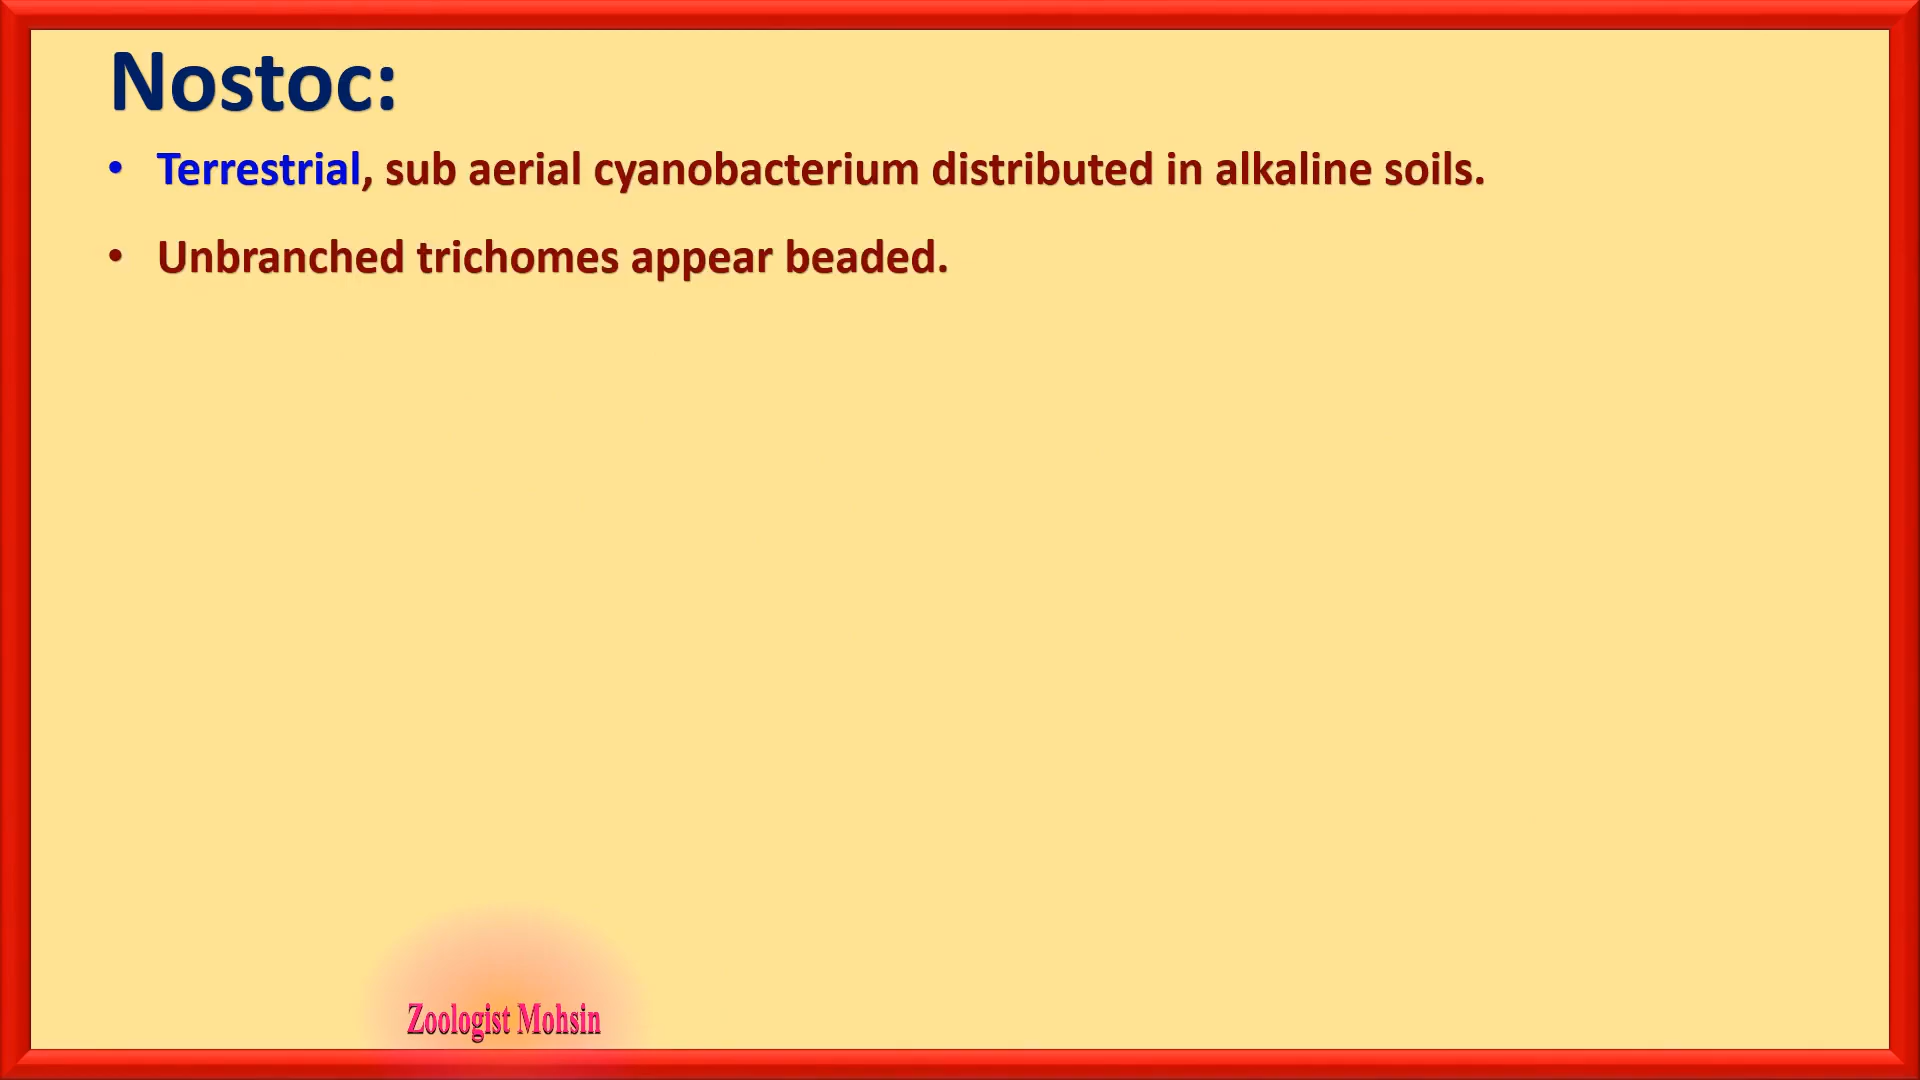 Nostoc:
• Terrestrial, sub aerial cyanobacterium distributed in alkaline soils.
• Unbranched trichomes appear beaded.
Zoologist Mohsin